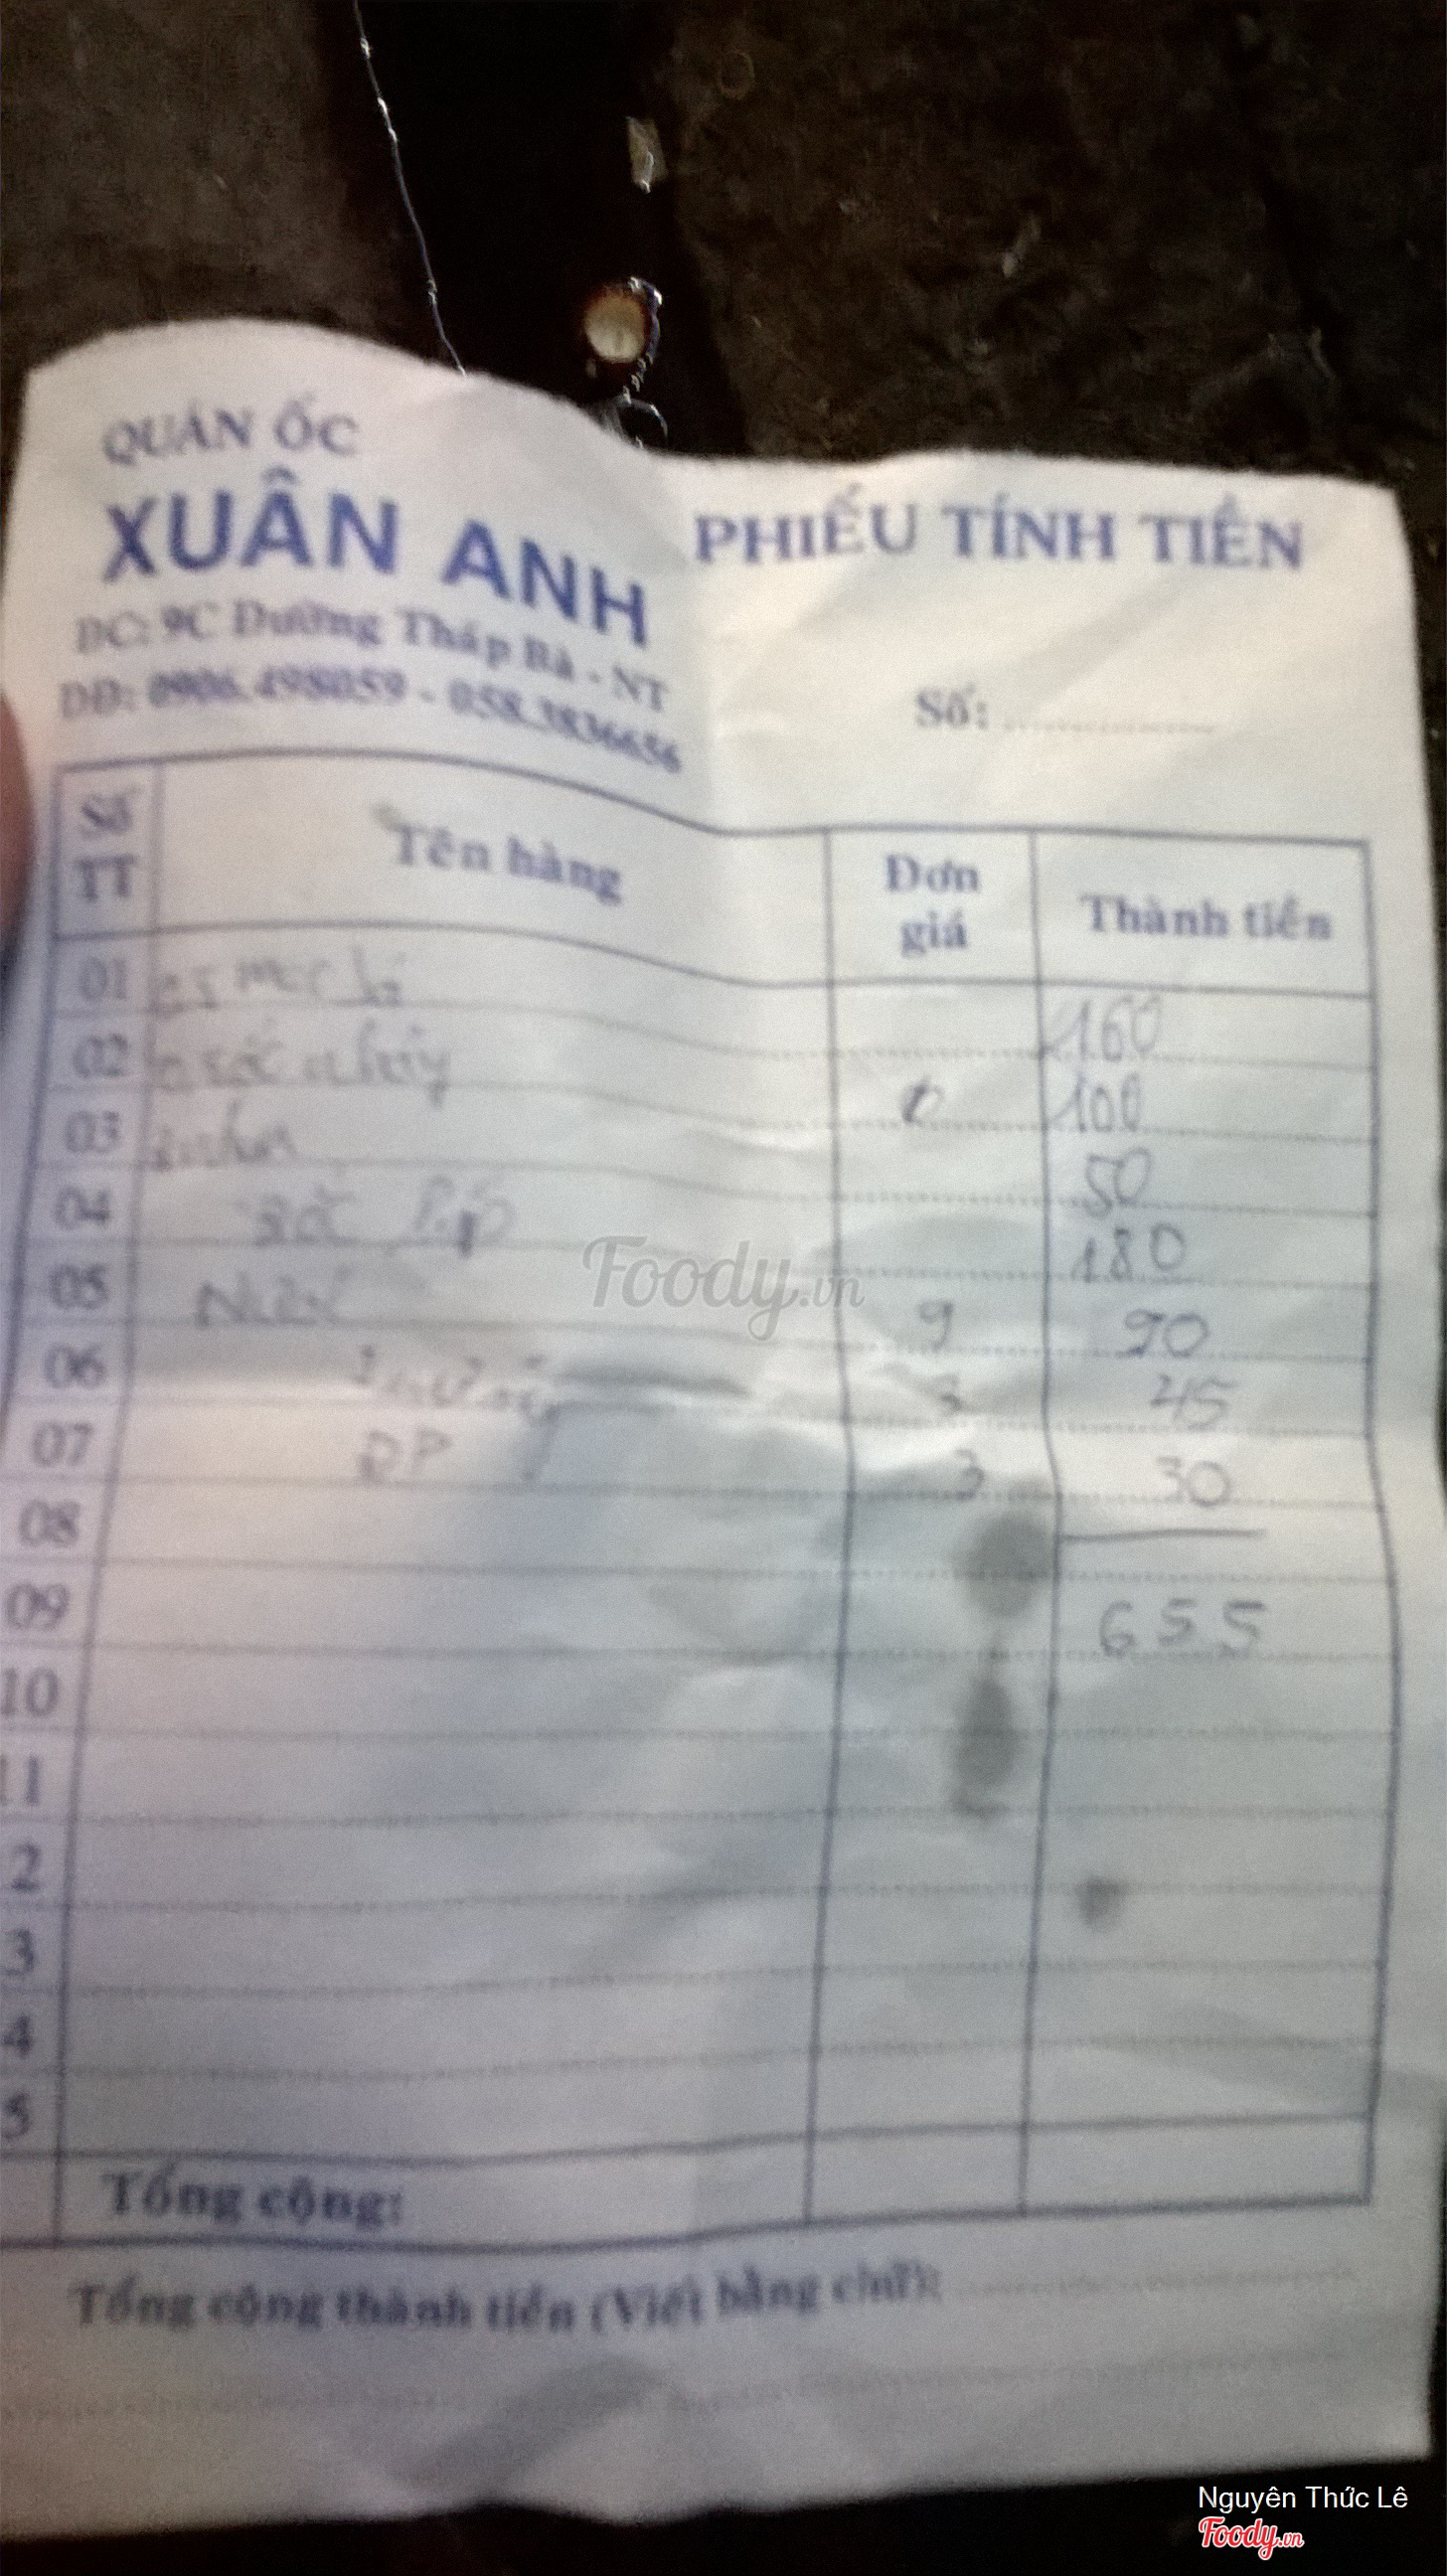 QUÁN ỐC
XUÂN ANH
PHIẾU TÍNH TIỀN
ĐC: 9C Đường Tháp Bà - NT
DĐ: 0906.498059 - 058.3836656
Số:
Số TT
Tên hàng
Đơn giá
Thành tiền
01 160
02 100
03 50
04 180
05 9 90
06 3 45
07 ĐP 3 30
08
09 655
10
11
2
3
4
5
Tổng cộng:
Tổng cộng thành tiền (Viết bằng chữ):
Foody.vn
Nguyên Thức Lê
Foody.vn